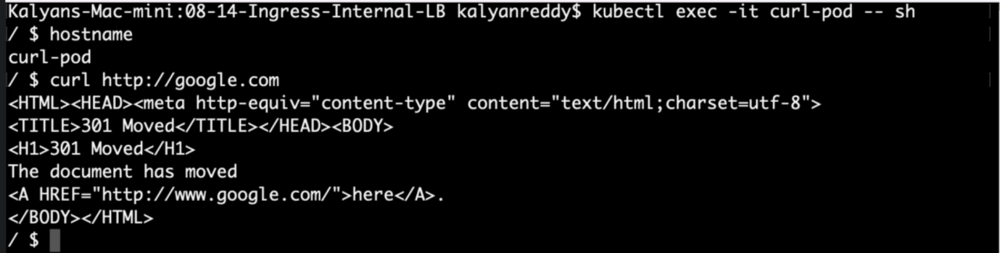 Kalyans-Mac-mini:08-14-Ingress-Internal-LB kalyanreddy$ kubectl exec -it curl-pod -- sh
/ $ hostname
curl-pod
/ $ curl http://google.com
<HTML><HEAD><meta http-equiv="content-type" content="text/html;charset=utf-8">
<TITLE>301 Moved</TITLE></HEAD><BODY>
<H1>301 Moved</H1>
The document has moved
<A HREF="http://www.google.com/">here</A>.
</BODY></HTML>
/ $